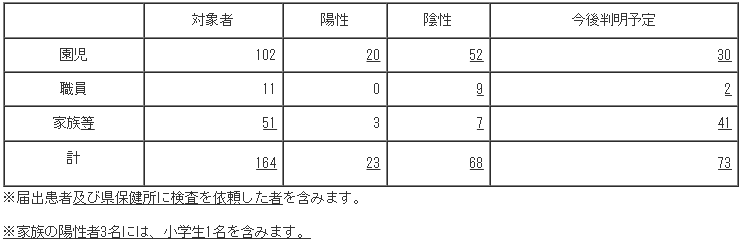 対象者 陽性 陰性 今後判明予定
園児 102 20 52 30
職員 11 0 9 2
家族等 51 3 7 41
計 164 23 68 73
※届出患者及び県保健所に検査を依頼した者を含みます。
※家族の陽性者3名には、小学生1名を含みます。